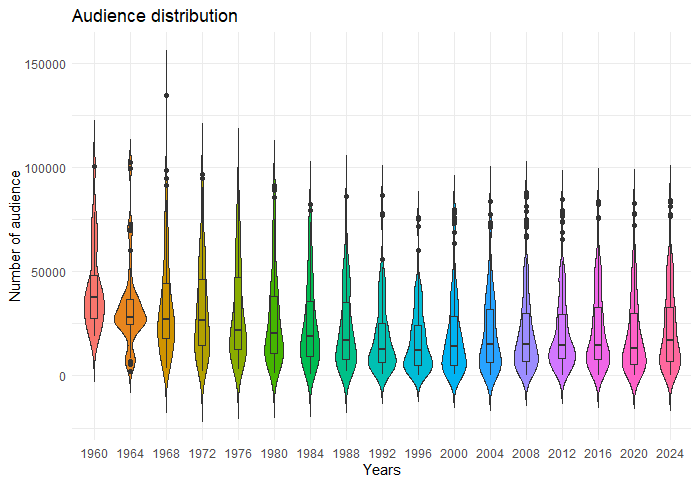 Audience distribution
150000
100000
50000
0
Number of audience
1960 1964 1968 1972 1976 1980 1984 1988 1992 1996 2000 2004 2008 2012 2016 2020 2024
Years